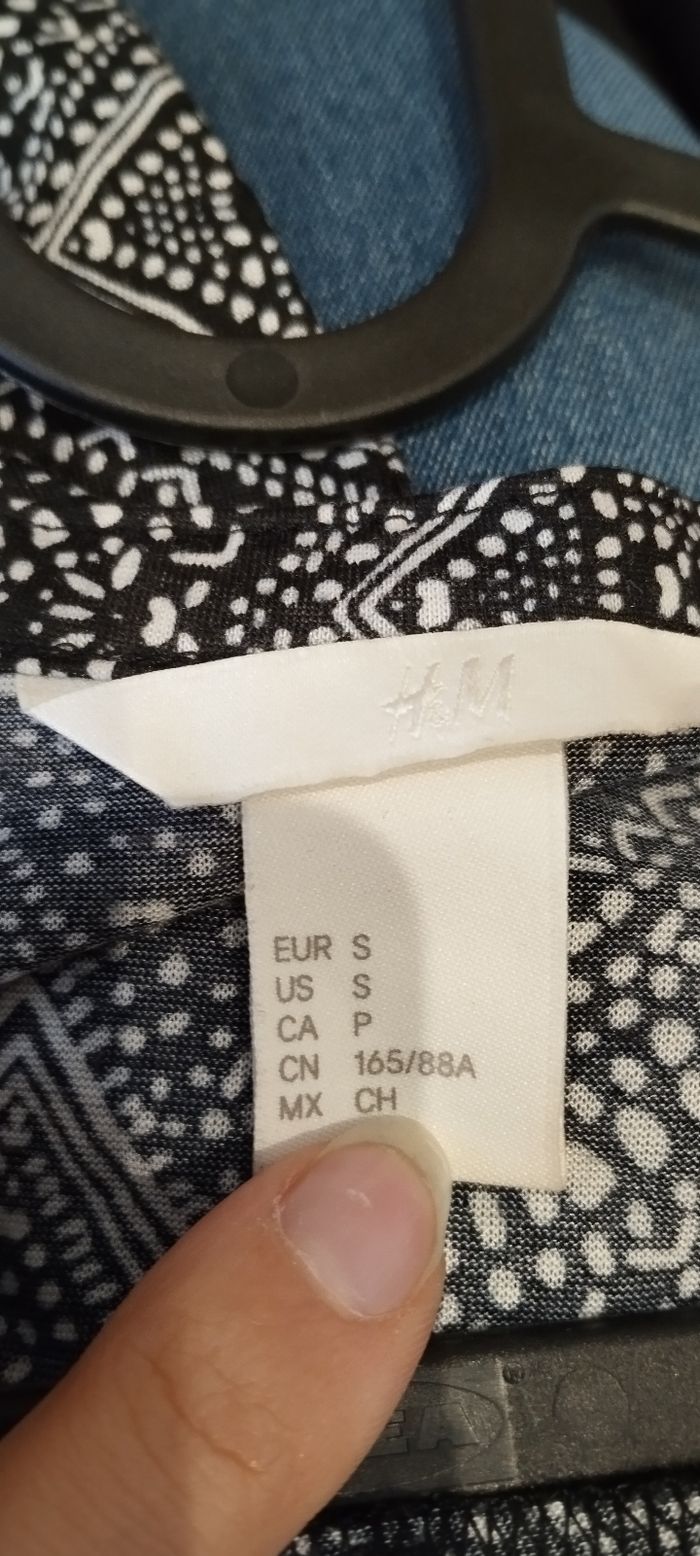 H&M
EUR S
US S
CA P
CN 165/88A
MX CH